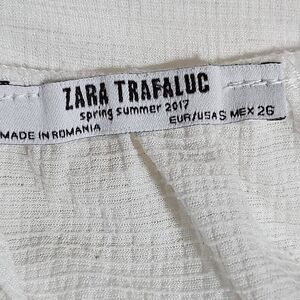 ZARA TRAFALUC
spring summer 2017
EUR/USA S MEX 26
MADE IN ROMANIA